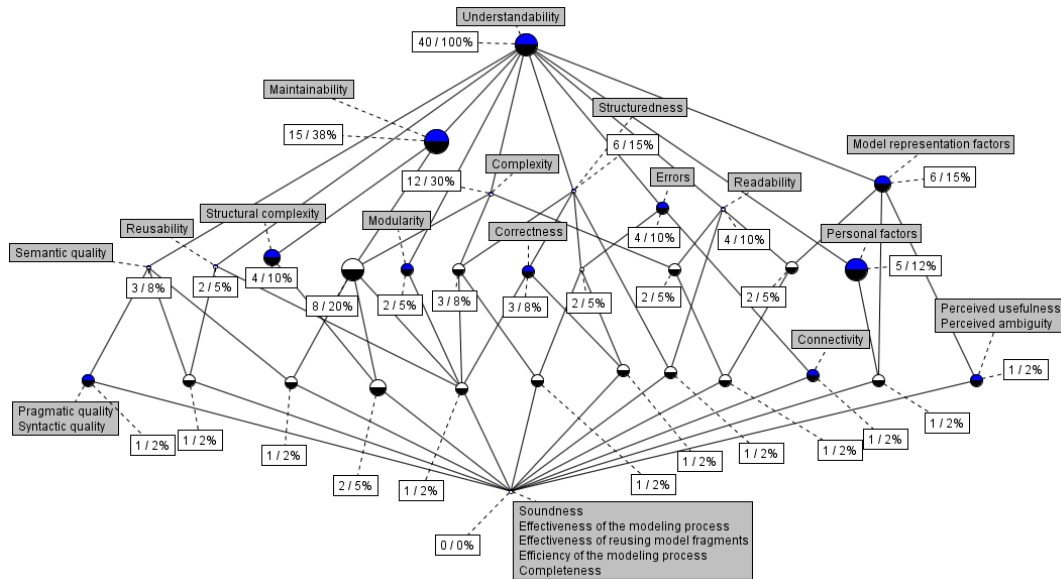 Understandability
40 / 100%
Maintainability
15 / 38%
Structuredness
6 / 15%
Complexity
12 / 30%
Model representation factors
6 / 15%
Errors
4 / 10%
Readability
4 / 10%
Structural complexity
4 / 10%
Modularity
2 / 5%
Correctness
3 / 8%
Personal factors
5 / 12%
Reusability
2 / 5%
Semantic quality
3 / 8%
8 / 20%
3 / 8%
2 / 5%
2 / 5%
2 / 5%
Perceived usefulness
Perceived ambiguity
1 / 2%
Connectivity
1 / 2%
Pragmatic quality
Syntactic quality
1 / 2%
1 / 2%
1 / 2%
2 / 5%
1 / 2%
1 / 2%
1 / 2%
1 / 2%
1 / 2%
1 / 2%
Soundness
Effectiveness of the modeling process
Effectiveness of reusing model fragments
Efficiency of the modeling process
Completeness
0 / 0%